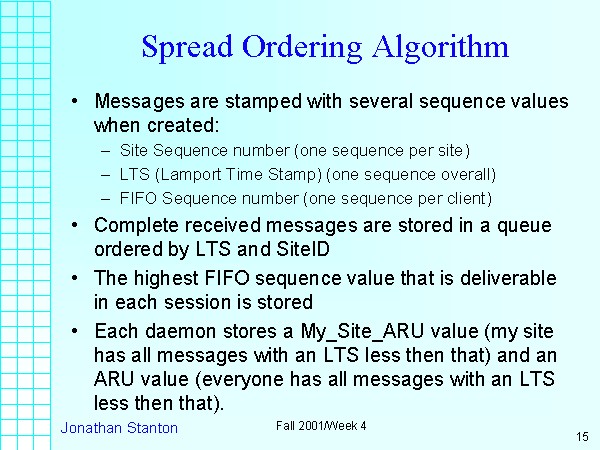 Spread Ordering Algorithm
• Messages are stamped with several sequence values
when created:
– Site Sequence number (one sequence per site)
– LTS (Lamport Time Stamp) (one sequence overall)
– FIFO Sequence number (one sequence per client)
• Complete received messages are stored in a queue
ordered by LTS and SiteID
• The highest FIFO sequence value that is deliverable
in each session is stored
• Each daemon stores a My_Site_ARU value (my site
has all messages with an LTS less then that) and an
ARU value (everyone has all messages with an LTS
less then that).
Jonathan Stanton
Fall 2001/Week 4
15